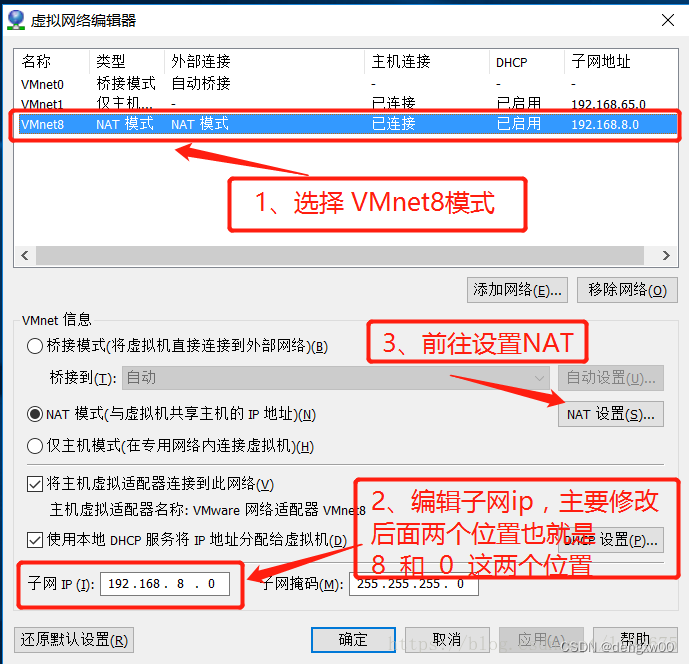 虚拟网络编辑器
名称 类型 外部连接 主机连接 DHCP 子网地址
VMnet0 桥接模式 自动桥接 - - -
VMnet1 仅主机... - 已连接 已启用 192.168.65.0
VMnet8 NAT 模式 NAT 模式 已连接 已启用 192.168.8.0
1、选择 VMnet8模式
添加网络(E)... 移除网络(O)
VMnet 信息
3、前往设置NAT
桥接模式(将虚拟机直接连接到外部网络)(B)
桥接到(T): 自动 自动设置(U)...
NAT 模式(与虚拟机共享主机的 IP 地址)(N) NAT 设置(S)...
仅主机模式(在专用网络内连接虚拟机)(H)
将主机虚拟适配器连接到此网络(V)
主机虚拟适配器名称: VMware 网络适配器 VMnet8
2、编辑子网ip，主要修改
后面两个位置也就是
8 和 0 这两个位置
使用本地 DHCP 服务将 IP 地址分配给虚拟机(D) DHCP 设置(P)...
子网 IP (I): 192.168. 8 . 0 子网掩码(M): 255.255.255. 0
还原默认设置(R) 确定 取消 应用(A) 帮助
CSDN @dengxw00